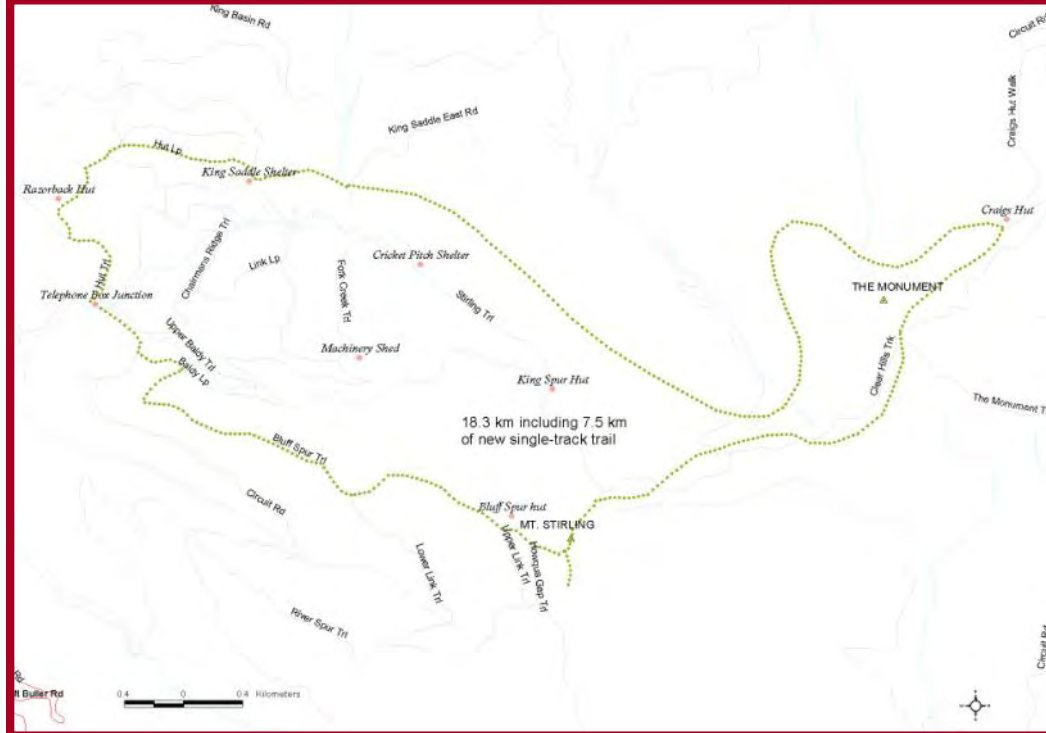 King Basin Rd
Circuit Rd
Craigs Hut Walk
King Saddle East Rd
Hut Lp
King Saddle Shelter
Razorback Hut
Craigs Hut
Chairmans Ridge Trl
Link Lp
Cricket Pitch Shelter
Fork Creek Trl
Hut Trl
Telephone Box Junction
Stirling Trl
THE MONUMENT
Upper Baldy Trl
Baldy Lp
Machinery Shed
Clear Hills Trk
King Spur Hut
The Monument T
18.3 km including 7.5 km
of new single-track trail
Bluff Spur Trl
Circuit Rd
Bluff Spur hut
MT. STIRLING
Lower Link Trl
Upper Link Trl
Howqua Gap Trl
River Spur Trl
Circuit Rd
Rd
Mt Buller Rd
0.4 0 0.4 Kilometers